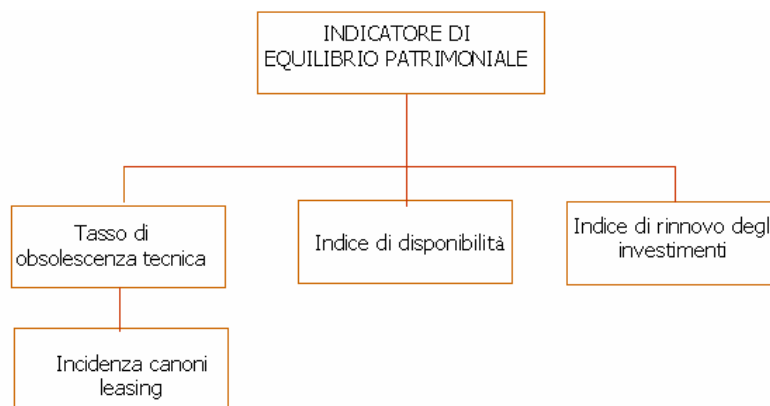 INDICATORE DI
EQUILIBRIO PATRIMONIALE
Tasso di
obsolescenza tecnica
Indice di disponibilità
Indice di rinnovo degl
investimenti
Incidenza canoni
leasing